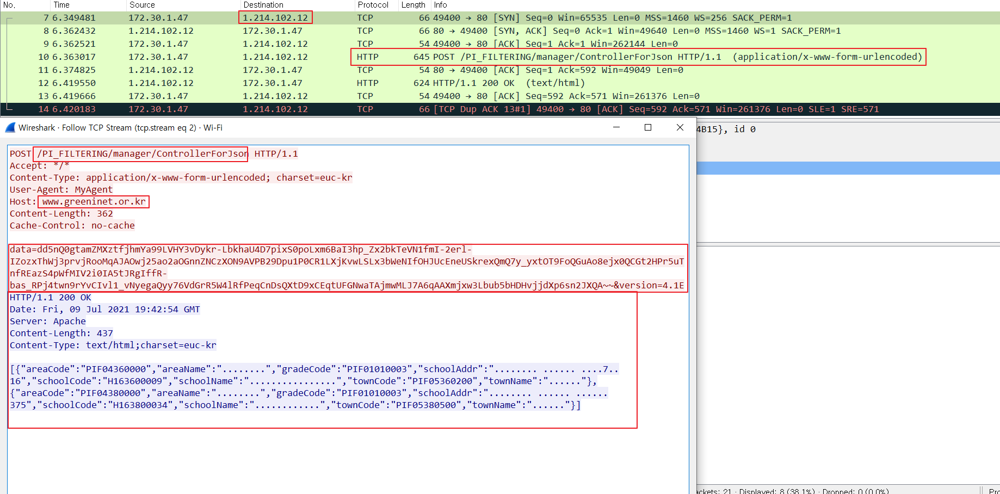 No. Time Source Destination Protocol Length Info
7 6.349481 172.30.1.47 1.214.102.12 TCP 66 49400 → 80 [SYN] Seq=0 Win=65535 Len=0 MSS=1460 WS=256 SACK_PERM=1
8 6.362432 1.214.102.12 172.30.1.47 TCP 66 80 → 49400 [SYN, ACK] Seq=0 Ack=1 Win=49640 Len=0 MSS=1460 WS=1 SACK_PERM=1
9 6.362521 172.30.1.47 1.214.102.12 TCP 54 49400 → 80 [ACK] Seq=1 Ack=1 Win=262144 Len=0
10 6.363017 172.30.1.47 1.214.102.12 HTTP 645 POST /PI_FILTERING/manager/ControllerForJson HTTP/1.1 (application/x-www-form-urlencoded)
11 6.374825 1.214.102.12 172.30.1.47 TCP 54 80 → 49400 [ACK] Seq=1 Ack=592 Win=49049 Len=0
12 6.419550 1.214.102.12 172.30.1.47 HTTP 624 HTTP/1.1 200 OK (text/html)
13 6.419666 172.30.1.47 1.214.102.12 TCP 54 49400 → 80 [ACK] Seq=592 Ack=571 Win=261376 Len=0
14 6.420183 172.30.1.47 1.214.102.12 TCP 66 [TCP Dup ACK 13#1] 49400 → 80 [ACK] Seq=592 Ack=571 Win=261376 Len=0 SLE=1 SRE=571
Wireshark · Follow TCP Stream (tcp.stream eq 2) · Wi-Fi
4B15}, id 0
POST /PI_FILTERING/manager/ControllerForJson HTTP/1.1
Accept: */*
Content-Type: application/x-www-form-urlencoded; charset=euc-kr
User-Agent: MyAgent
Host: www.greeninet.or.kr
Content-Length: 362
Cache-Control: no-cache
data=dd5nQ0gtamZMXztfjhmYa99LVHY3vDykr-LbkhaU4D7pixS0poLxm6BaI3hp_Zx2bkTeVN1fmI-2erl-
IZozxThWj3prvjRooMqAJAOwj25ao2aOGnnZNCzXON9AVPB29Dpu1P0CR1LXjKvwLSLx3bWeNIfOHJUcEneUSkrexQmQ7y_yxtOT9FoQGuAo8ejx0QCGt2HPr5uT
nfREazS4pWfMIV2i0IA5tJRgIffR-
bas_RPj4twn9rYvCIvl1_vNyegaQyy76VdGrR5W4lRfPeqCnDsQXtD9xCEqtUFGNwaTAjmwMLJ7A6qAAXmjxw3Lbub5bHDHvjjdXp6sn2JXQA~~&version=4.1E
HTTP/1.1 200 OK
Date: Fri, 09 Jul 2021 19:42:54 GMT
Server: Apache
Content-Length: 437
Content-Type: text/html;charset=euc-kr
[{"areaCode":"PIF04360000","areaName":"........","gradeCode":"PIF01010003","schoolAddr":"........ ...... ....7..
16","schoolCode":"H163600009","schoolName":"................","townCode":"PIF05360200","townName":"......"},
{"areaCode":"PIF04380000","areaName":"........","gradeCode":"PIF01010003","schoolAddr":"........ ...... ......
375","schoolCode":"H163800034","schoolName":"............","townCode":"PIF05380500","townName":"......"}]
ackets: 21 · Displayed: 8 (38.1%) · Dropped: 0 (0.0%) Pro